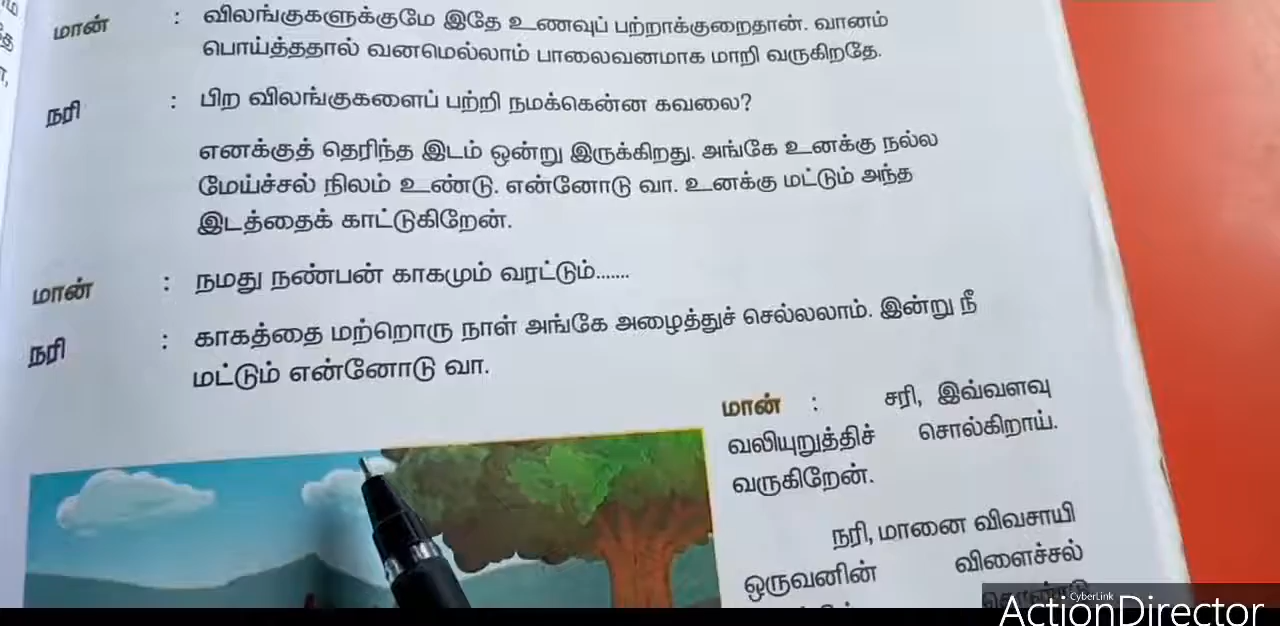 மான் : விலங்குகளுக்குமே இதே உணவுப் பற்றாக்குறைதான். வானம்
பொய்த்ததால் வனமெல்லாம் பாலைவனமாக மாறி வருகிறதே.
நரி : பிற விலங்குகளைப் பற்றி நமக்கென்ன கவலை?
எனக்குத் தெரிந்த இடம் ஒன்று இருக்கிறது. அங்கே உனக்கு நல்ல
மேய்ச்சல் நிலம் உண்டு. என்னோடு வா. உனக்கு மட்டும் அந்த
இடத்தைக் காட்டுகிறேன்.
மான் : நமது நண்பன் காகமும் வரட்டும்.......
நரி : காகத்தை மற்றொரு நாள் அங்கே அழைத்துச் செல்லலாம். இன்று நீ
மட்டும் என்னோடு வா.
மான் : சரி, இவ்வளவு
வலியுறுத்திச் சொல்கிறாய்.
வருகிறேன்.
நரி, மானை விவசாயி
ஒருவனின் விளைச்சல்
CyberLink
ActionDirector